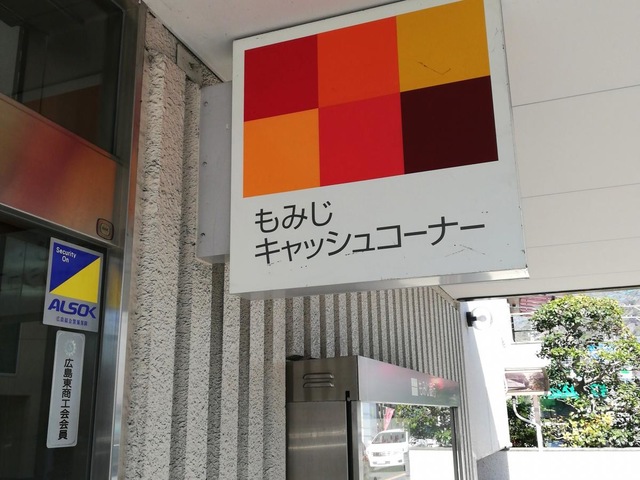 もみじ
キャッシュコーナー
Security
On
ALSOK
広島東商工会会員